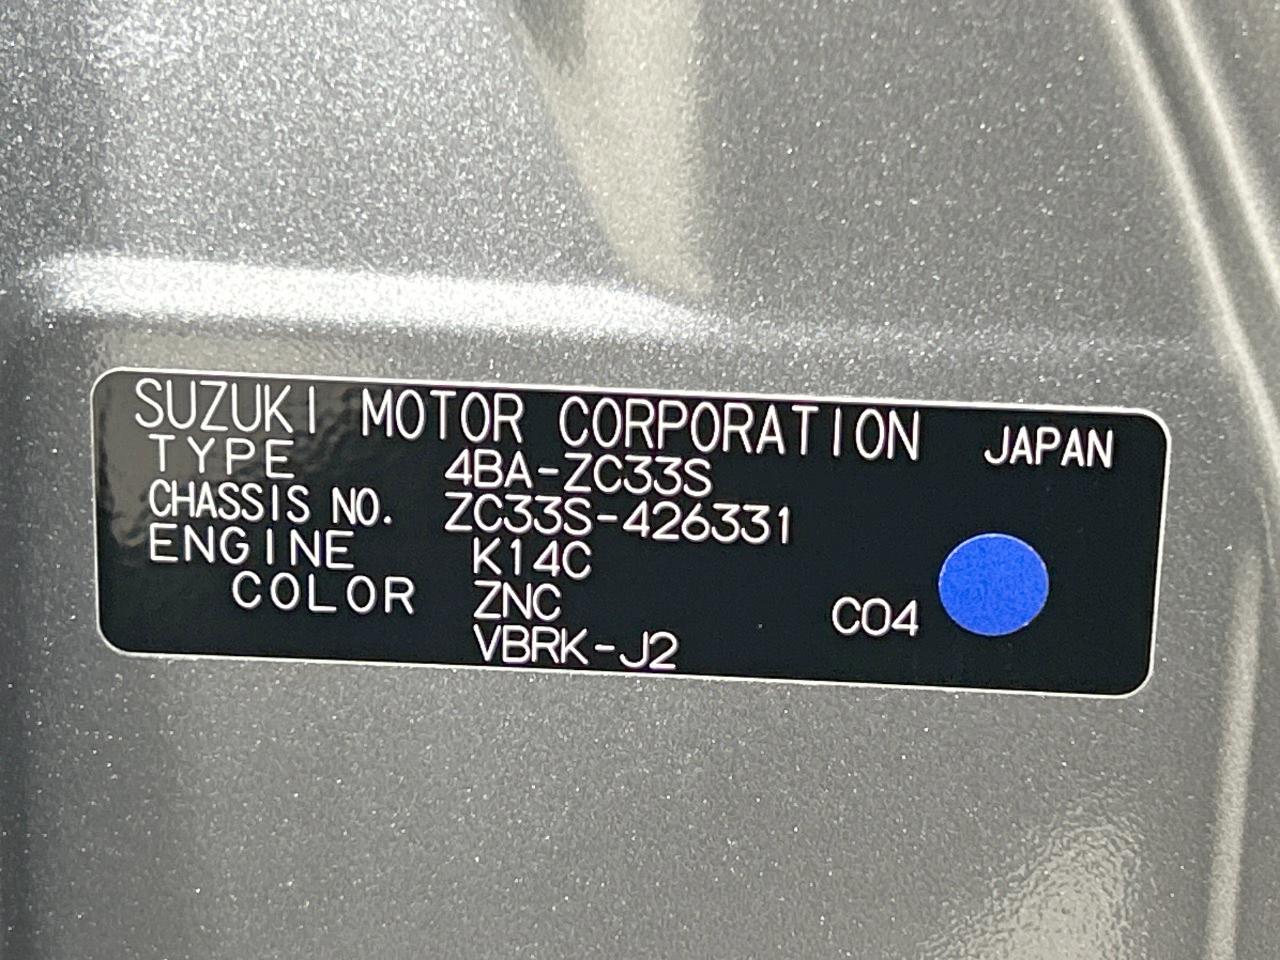 SUZUKI MOTOR CORPORATION JAPAN
TYPE 4BA-ZC33S
CHASSIS NO. ZC33S-426331
ENGINE K14C
COLOR ZNC C04
VBRK-J2